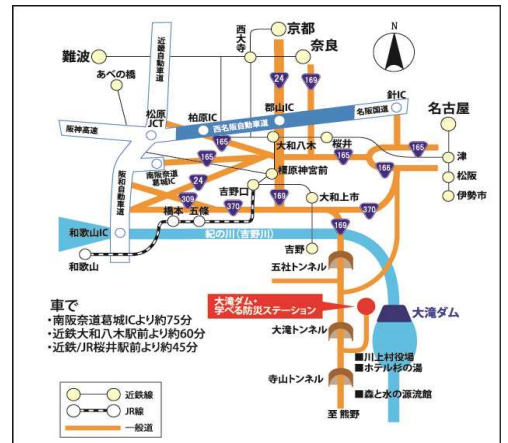 京都
西大寺
奈良
N
難波
近畿自動車道
あべの橋
24
169
針IC
郡山IC
名阪国道
名古屋
松原JCT
柏原IC
西名阪自動車道
阪神高速
165
大和八木
桜井
165
165
津
南阪奈道葛城IC
165
橿原神宮前
166
松阪
24
吉野口
大和上市
伊勢市
阪和自動車道
309
370
169
370
橋本
五條
169
和歌山IC
紀の川(吉野川)
和歌山
吉野
五社トンネル
車で
・南阪奈道葛城ICより約75分
・近鉄大和八木駅前より約60分
・近鉄/JR桜井駅前より約45分
大滝ダム・
学べる防災ステーション
大滝ダム
大滝トンネル
■川上村役場
■ホテル杉の湯
寺山トンネル
■森と水の源流館
至 熊野
近鉄線
JR線
一般道